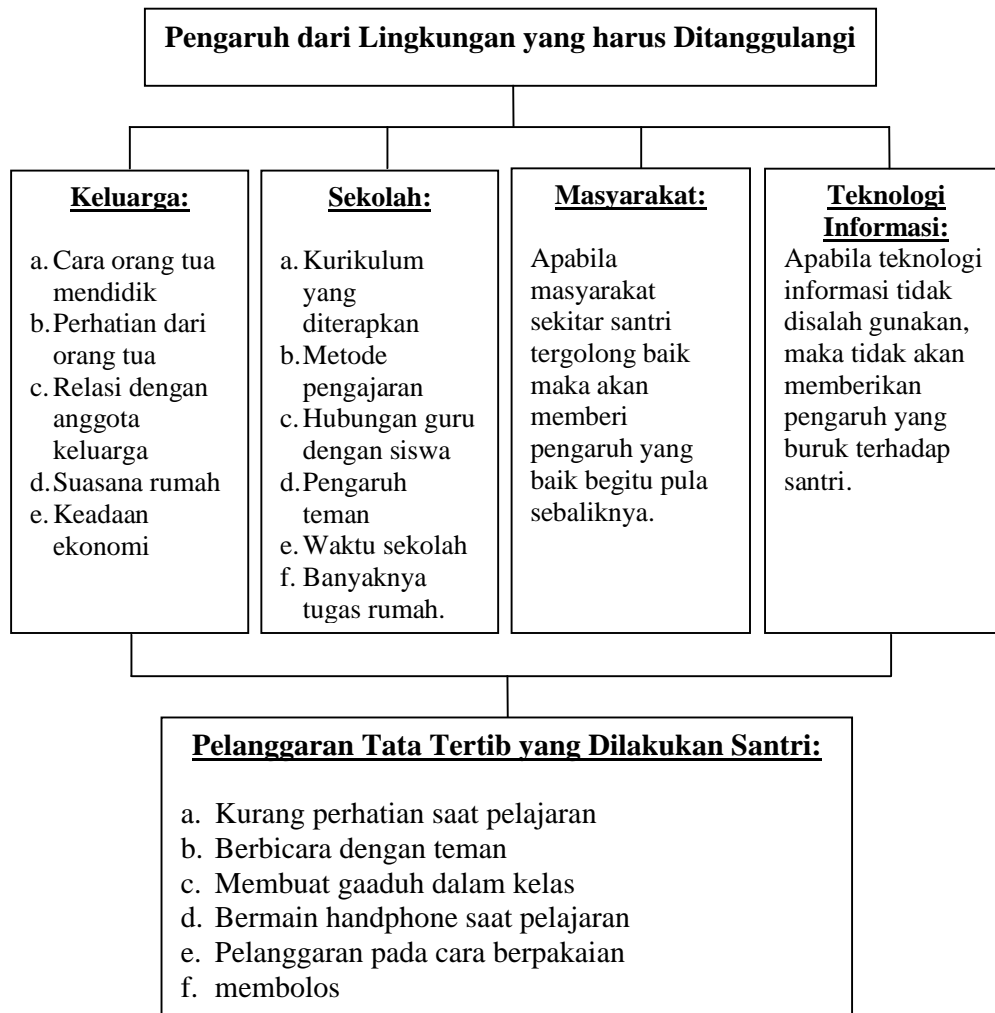 Pengaruh dari Lingkungan yang harus Ditanggulangi
Keluarga:
a. Cara orang tua
mendidik
b. Perhatian dari
orang tua
c. Relasi dengan
anggota
keluarga
d. Suasana rumah
e. Keadaan
ekonomi
Sekolah:
a. Kurikulum
yang
diterapkan
b. Metode
pengajaran
c. Hubungan guru
dengan siswa
d. Pengaruh
teman
e. Waktu sekolah
f. Banyaknya
tugas rumah.
Masyarakat:
Apabila
masyarakat
sekitar santri
tergolong baik
maka akan
memberi
pengaruh yang
baik begitu pula
sebaliknya.
Teknologi
Informasi:
Apabila teknologi
informasi tidak
disalah gunakan,
maka tidak akan
memberikan
pengaruh yang
buruk terhadap
santri.
Pelanggaran Tata Tertib yang Dilakukan Santri:
a. Kurang perhatian saat pelajaran
b. Berbicara dengan teman
c. Membuat gaaduh dalam kelas
d. Bermain handphone saat pelajaran
e. Pelanggaran pada cara berpakaian
f. membolos